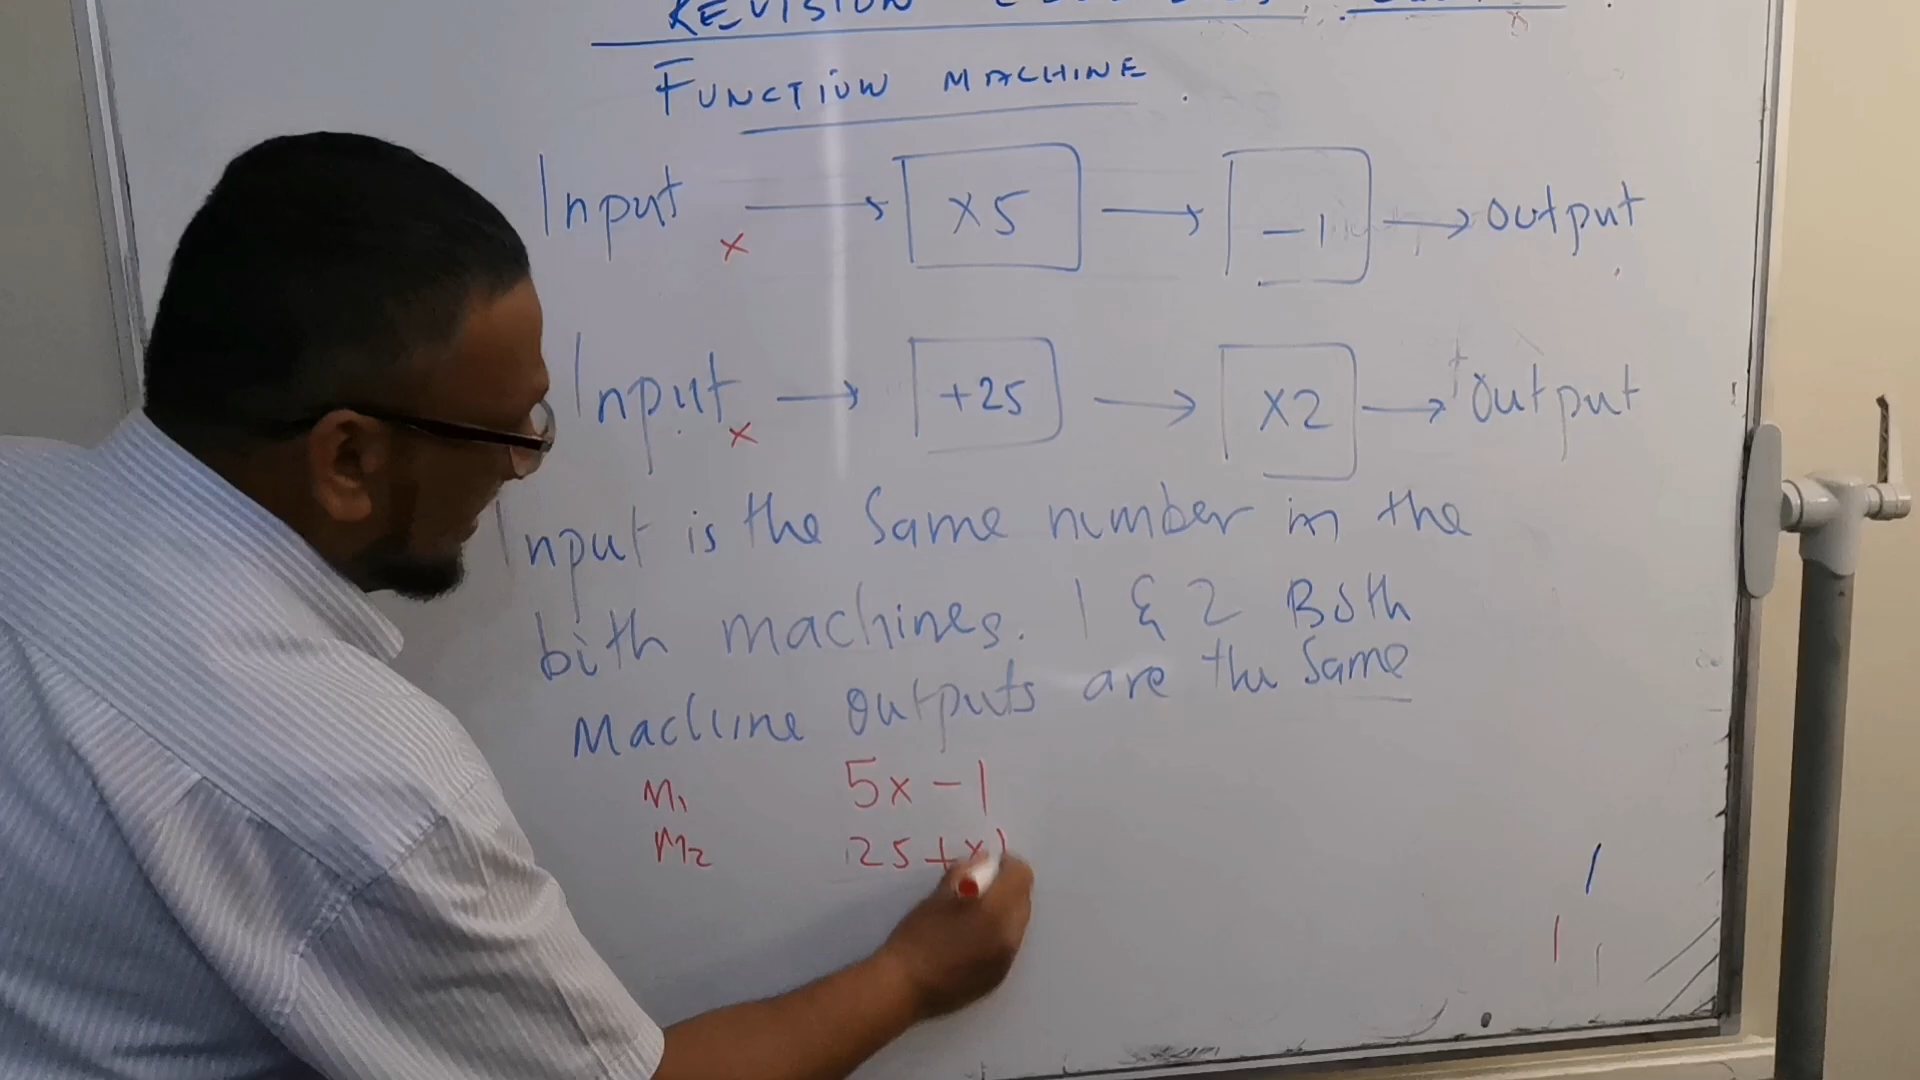 REVISION
FUNCTION MACHINE.
Input x → ×5 → -1 → output
Input x → +25 → ×2 → output
Input is the Same number in the
bith machines. 1 & 2 Both
Machine outputs are the Same
M1 5x - 1
M2 25 + x)